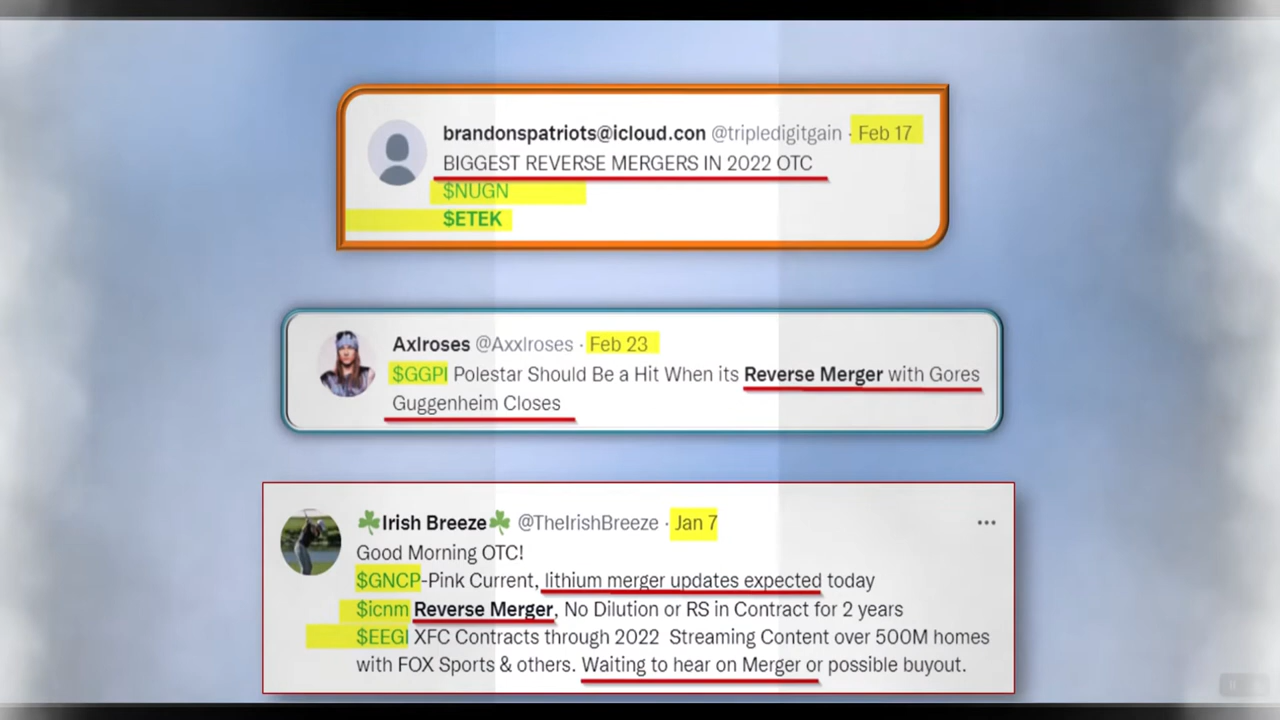 brandonspatriots@icloud.con @tripledigitgain · Feb 17
BIGGEST REVERSE MERGERS IN 2022 OTC
$NUGN
$ETEK
Axlroses @Axxlroses · Feb 23
$GGPI Polestar Should Be a Hit When its Reverse Merger with Gores
Guggenheim Closes
☘Irish Breeze☘ @TheIrishBreeze · Jan 7
Good Morning OTC!
$GNCP-Pink Current, lithium merger updates expected today
$icnm Reverse Merger, No Dilution or RS in Contract for 2 years
$EEGI XFC Contracts through 2022 Streaming Content over 500M homes
with FOX Sports & others. Waiting to hear on Merger or possible buyout.